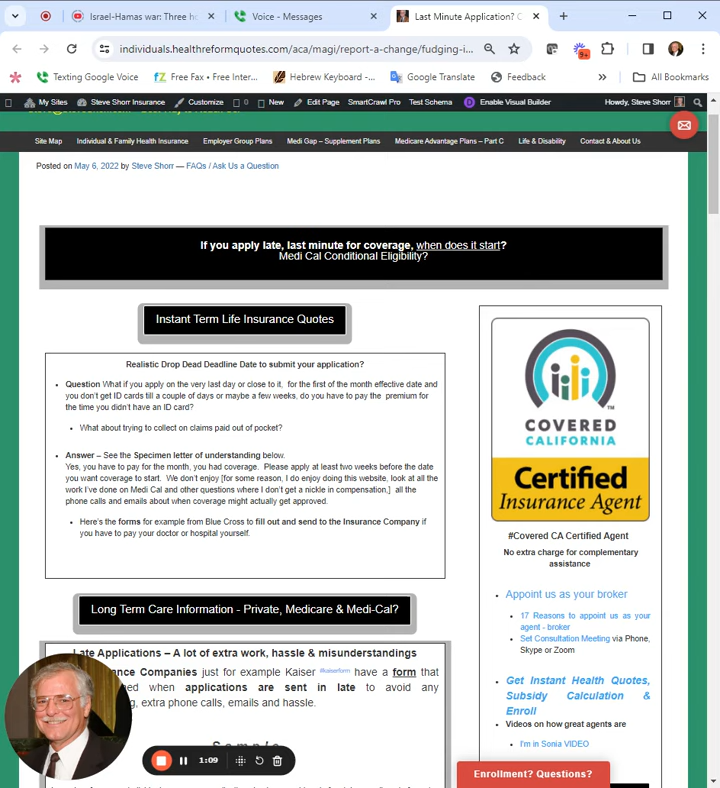 Israel-Hamas war: Three ho
Voice - Messages
Last Minute Application? C
individuals.healthreformquotes.com/aca/magi/report-a-change/fudging-i...
9+
Texting Google Voice
Free Fax • Free Inter...
Hebrew Keyboard -...
Google Translate
Feedback
All Bookmarks
My Sites
Steve Shorr Insurance
Customize
0
New
Edit Page
SmartCrawl Pro
Test Schema
Enable Visual Builder
Howdy, Steve Shorr
Site Map
Individual & Family Health Insurance
Employer Group Plans
Medi Gap – Supplement Plans
Medicare Advantage Plans – Part C
Life & Disability
Contact & About Us
Posted on May 6, 2022 by Steve Shorr — FAQs / Ask Us a Question
If you apply late, last minute for coverage, when does it start?
Medi Cal Conditional Eligibility?
Instant Term Life Insurance Quotes
Realistic Drop Dead Deadline Date to submit your application?
Question What if you apply on the very last day or close to it, for the first of the month effective date and
you don't get ID cards till a couple of days or maybe a few weeks, do you have to pay the premium for
the time you didn't have an ID card?
What about trying to collect on claims paid out of pocket?
Answer – See the Specimen letter of understanding below.
Yes, you have to pay for the month, you had coverage. Please apply at least two weeks before the date
you want coverage to start. We don't enjoy [for some reason, I do enjoy doing this website, look at all the
work I've done on Medi Cal and other questions where I don't get a nickle in compensation,] all the
phone calls and emails about when coverage might actually get approved.
Here's the forms for example from Blue Cross to fill out and send to the Insurance Company if
you have to pay your doctor or hospital yourself.
Long Term Care Information - Private, Medicare & Medi-Cal?
Late Applications – A lot of extra work, hassle & misunderstandings
ance Companies just for example Kaiser #kaiserform have a form that
ed when applications are sent in late to avoid any
g, extra phone calls, emails and hassle.
Sample
1:09
COVERED
CALIFORNIA
TM
Certified
Insurance Agent
#Covered CA Certified Agent
No extra charge for complementary
assistance
Appoint us as your broker
17 Reasons to appoint us as your
agent - broker
Set Consultation Meeting via Phone,
Skype or Zoom
Get Instant Health Quotes,
Subsidy Calculation &
Enroll
Videos on how great agents are
I'm in Sonia VIDEO
Enrollment? Questions?